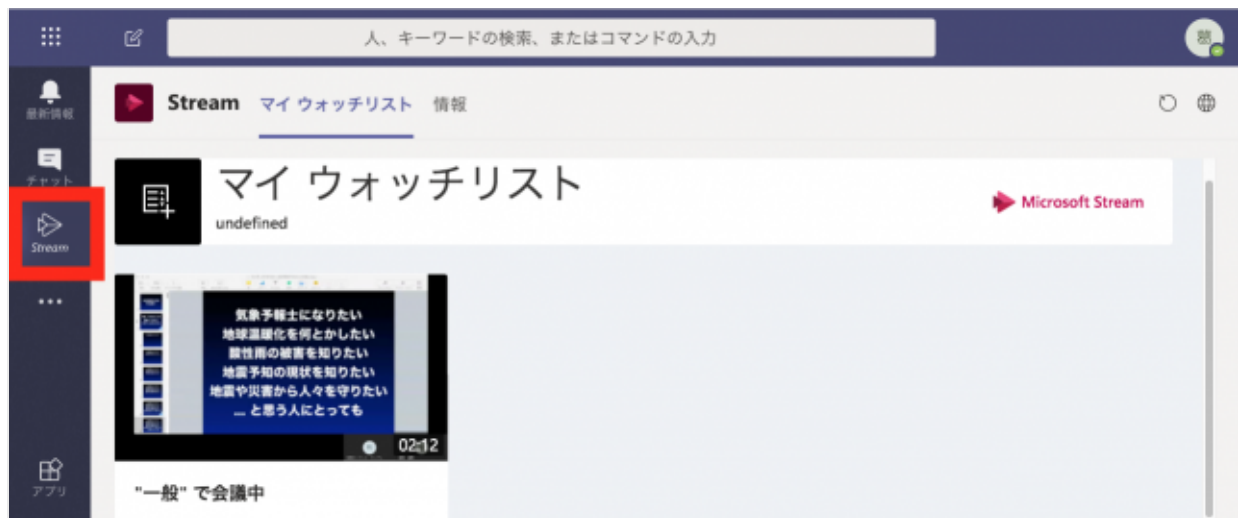 人、キーワードの検索、またはコマンドの入力
最新情報
Stream マイ ウォッチリスト 情報
チャット
マイ ウォッチリスト
undefined
Microsoft Stream
Stream
気象予報士になりたい
地球温暖化を何とかしたい
酸性雨の被害を知りたい
地震予知の現状を知りたい
地震や災害から人々を守りたい
... と思う人にとっても
02:12
アプリ
"一般" で会議中